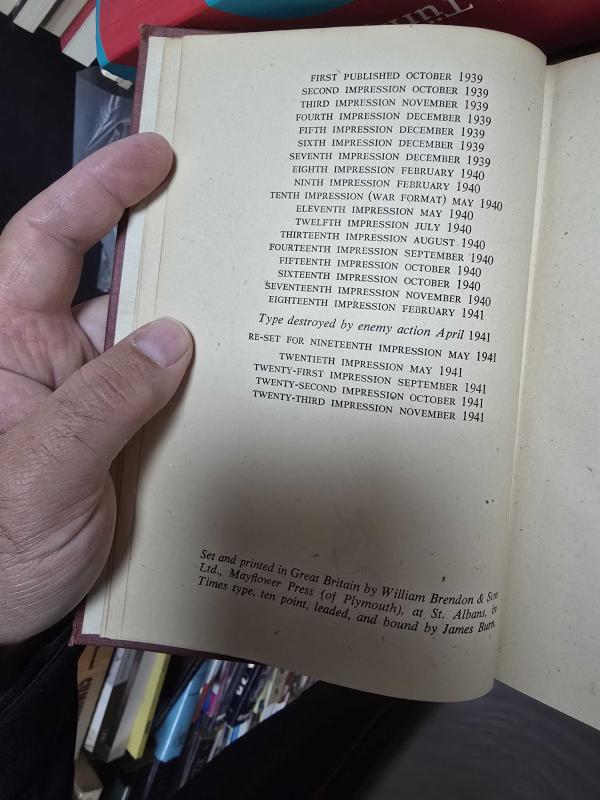 FIRST PUBLISHED OCTOBER 1939
SECOND IMPRESSION OCTOBER 1939
THIRD IMPRESSION NOVEMBER 1939
FOURTH IMPRESSION DECEMBER 1939
FIFTH IMPRESSION DECEMBER 1939
SIXTH IMPRESSION DECEMBER 1939
SEVENTH IMPRESSION DECEMBER 1939
EIGHTH IMPRESSION FEBRUARY 1940
NINTH IMPRESSION FEBRUARY 1940
TENTH IMPRESSION (WAR FORMAT) MAY 1940
ELEVENTH IMPRESSION MAY 1940
TWELFTH IMPRESSION JULY 1940
THIRTEENTH IMPRESSION AUGUST 1940
FOURTEENTH IMPRESSION SEPTEMBER 1940
FIFTEENTH IMPRESSION OCTOBER 1940
SIXTEENTH IMPRESSION OCTOBER 1940
SEVENTEENTH IMPRESSION NOVEMBER 1940
EIGHTEENTH IMPRESSION FEBRUARY 1941
Type destroyed by enemy action April 1941
RE-SET FOR NINETEENTH IMPRESSION MAY 1941
TWENTIETH IMPRESSION MAY 1941
TWENTY-FIRST IMPRESSION SEPTEMBER 1941
TWENTY-SECOND IMPRESSION OCTOBER 1941
TWENTY-THIRD IMPRESSION NOVEMBER 1941
Set and printed in Great Britain by William Brendon & Son
Ltd., Mayflower Press (of Plymouth), at St. Albans, in
Times type, ten point, leaded, and bound by James Burn.